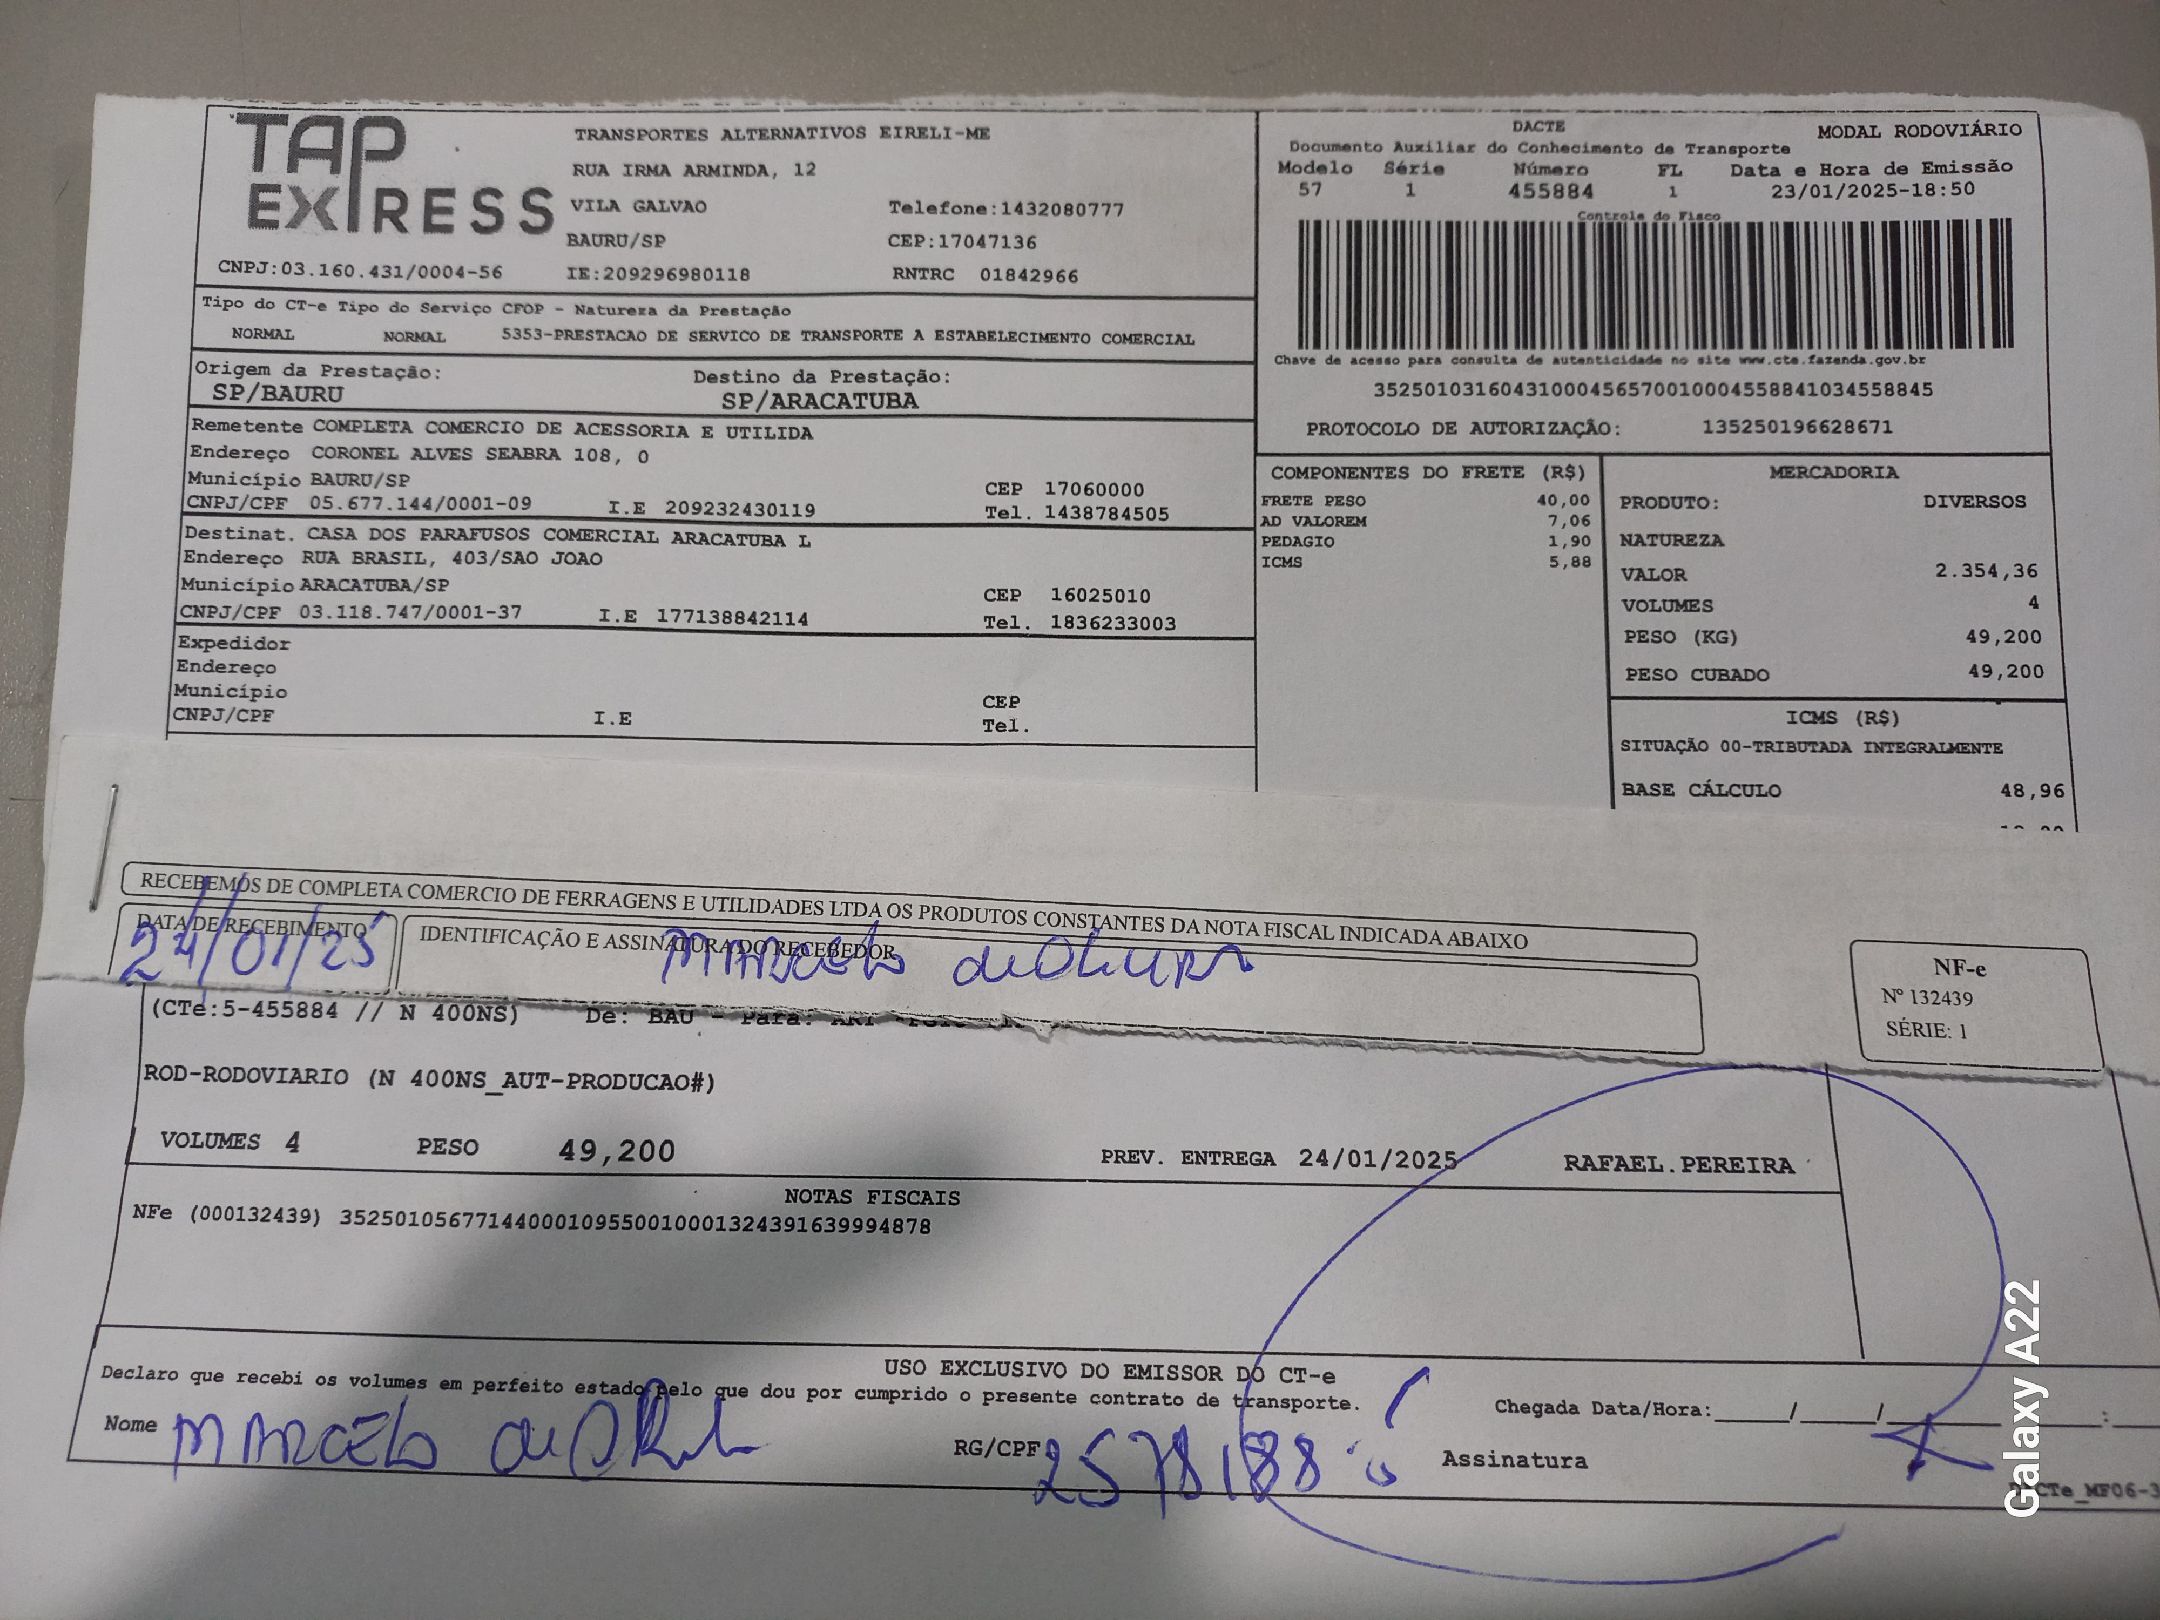 TAP
EXPRESS
TRANSPORTES ALTERNATIVOS EIRELI-ME
RUA IRMA ARMINDA, 12
VILA GALVAO Telefone:1432080777
BAURU/SP CEP:17047136
CNPJ:03.160.431/0004-56 IE:209296980118 RNTRC 01842966
DACTE MODAL RODOVIÁRIO
Documento Auxiliar do Conhecimento de Transporte
Modelo Série Número FL Data e Hora de Emissão
57 1 455884 1 23/01/2025-18:50
Controle do Fisco
Chave de acesso para consulta de autenticidade no site www.cte.fazenda.gov.br
35250103160431000456570010004558841034558845
PROTOCOLO DE AUTORIZAÇÃO: 135250196628671
Tipo do CT-e Tipo do Serviço CFOP - Natureza da Prestação
NORMAL NORMAL 5353-PRESTACAO DE SERVICO DE TRANSPORTE A ESTABELECIMENTO COMERCIAL
Origem da Prestação: Destino da Prestação:
SP/BAURU SP/ARACATUBA
Remetente COMPLETA COMERCIO DE ACESSORIA E UTILIDA
Endereço CORONEL ALVES SEABRA 108, 0
Município BAURU/SP CEP 17060000
CNPJ/CPF 05.677.144/0001-09 I.E 209232430119 Tel. 1438784505
Destinat. CASA DOS PARAFUSOS COMERCIAL ARACATUBA L
Endereço RUA BRASIL, 403/SAO JOAO
Município ARACATUBA/SP CEP 16025010
CNPJ/CPF 03.118.747/0001-37 I.E 177138842114 Tel. 1836233003
Expedidor
Endereço
Município CEP
CNPJ/CPF I.E Tel.
COMPONENTES DO FRETE (R$)
FRETE PESO 40,00
AD VALOREM 7,06
PEDAGIO 1,90
ICMS 5,88
MERCADORIA
PRODUTO: DIVERSOS
NATUREZA
VALOR 2.354,36
VOLUMES 4
PESO (KG) 49,200
PESO CUBADO 49,200
ICMS (R$)
SITUAÇÃO 00-TRIBUTADA INTEGRALMENTE
BASE CÁLCULO 48,96
RECEBEMOS DE COMPLETA COMERCIO DE FERRAGENS E UTILIDADES LTDA OS PRODUTOS CONSTANTES DA NOTA FISCAL INDICADA ABAIXO
DATA DE RECEBIMENTO IDENTIFICAÇÃO E ASSINATURA DO RECEBEDOR
24/01/25 MARCELO de Oliveira
NF-e
Nº 132439
SÉRIE: 1
(CTe:5-455884 // N 400NS) De: BAU - Para:
ROD-RODOVIARIO (N 400NS_AUT-PRODUCAO#)
VOLUMES 4 PESO 49,200 PREV. ENTREGA 24/01/2025 RAFAEL.PEREIRA
NOTAS FISCAIS
NFe (000132439) 35250105677144000109550010001324391639994878
USO EXCLUSIVO DO EMISSOR DO CT-e
Declaro que recebi os volumes em perfeito estado pelo que dou por cumprido o presente contrato de transporte.
Chegada Data/Hora:____/____/____ :
Nome MARCELO de RG/CPF Assinatura
Galaxy A22